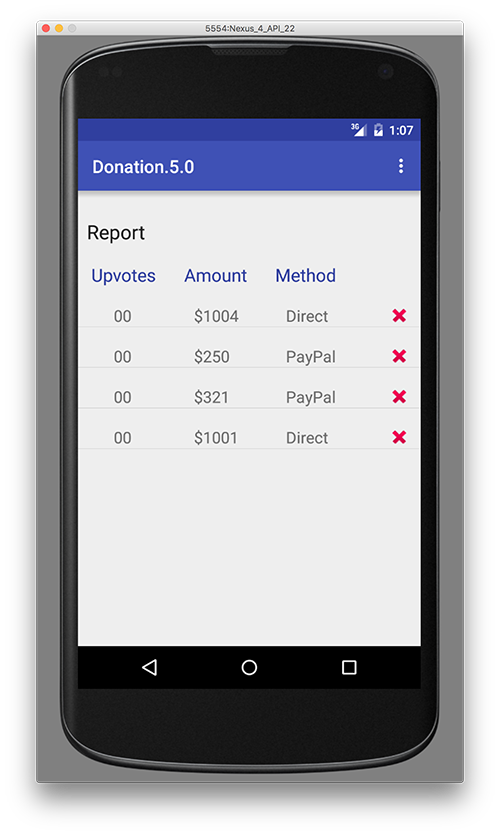 5554:Nexus_4_API_22
3G 1:07
Donation.5.0
Report
Upvotes Amount Method
00 $1004 Direct
00 $250 PayPal
00 $321 PayPal
00 $1001 Direct